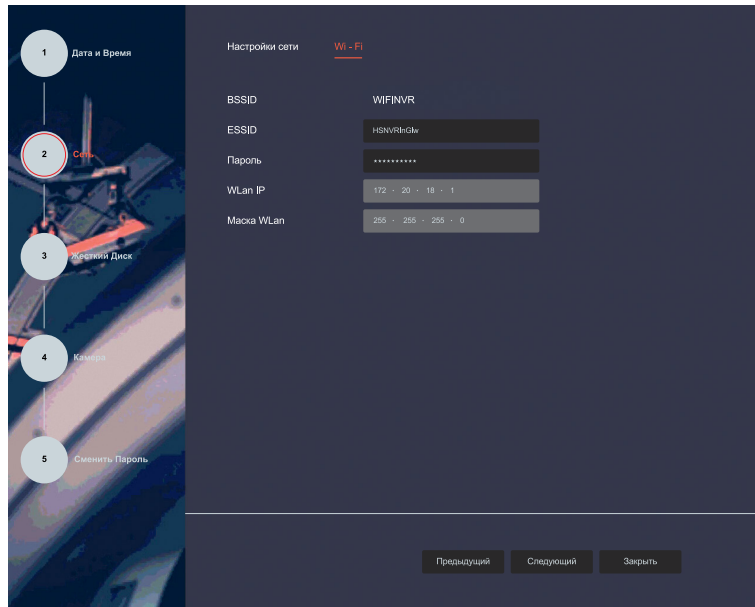 1 Дата и Время
2 Сеть
3 Жесткий Диск
4 Камера
5 Сменить Пароль
Настройки сети Wi - Fi
BSSID WIFINVR
ESSID HSNVRlnGlw
Пароль **********
WLan IP 172 · 20 · 18 · 1
Маска WLan 255 · 255 · 255 · 0
Предыдущий Следующий Закрыть